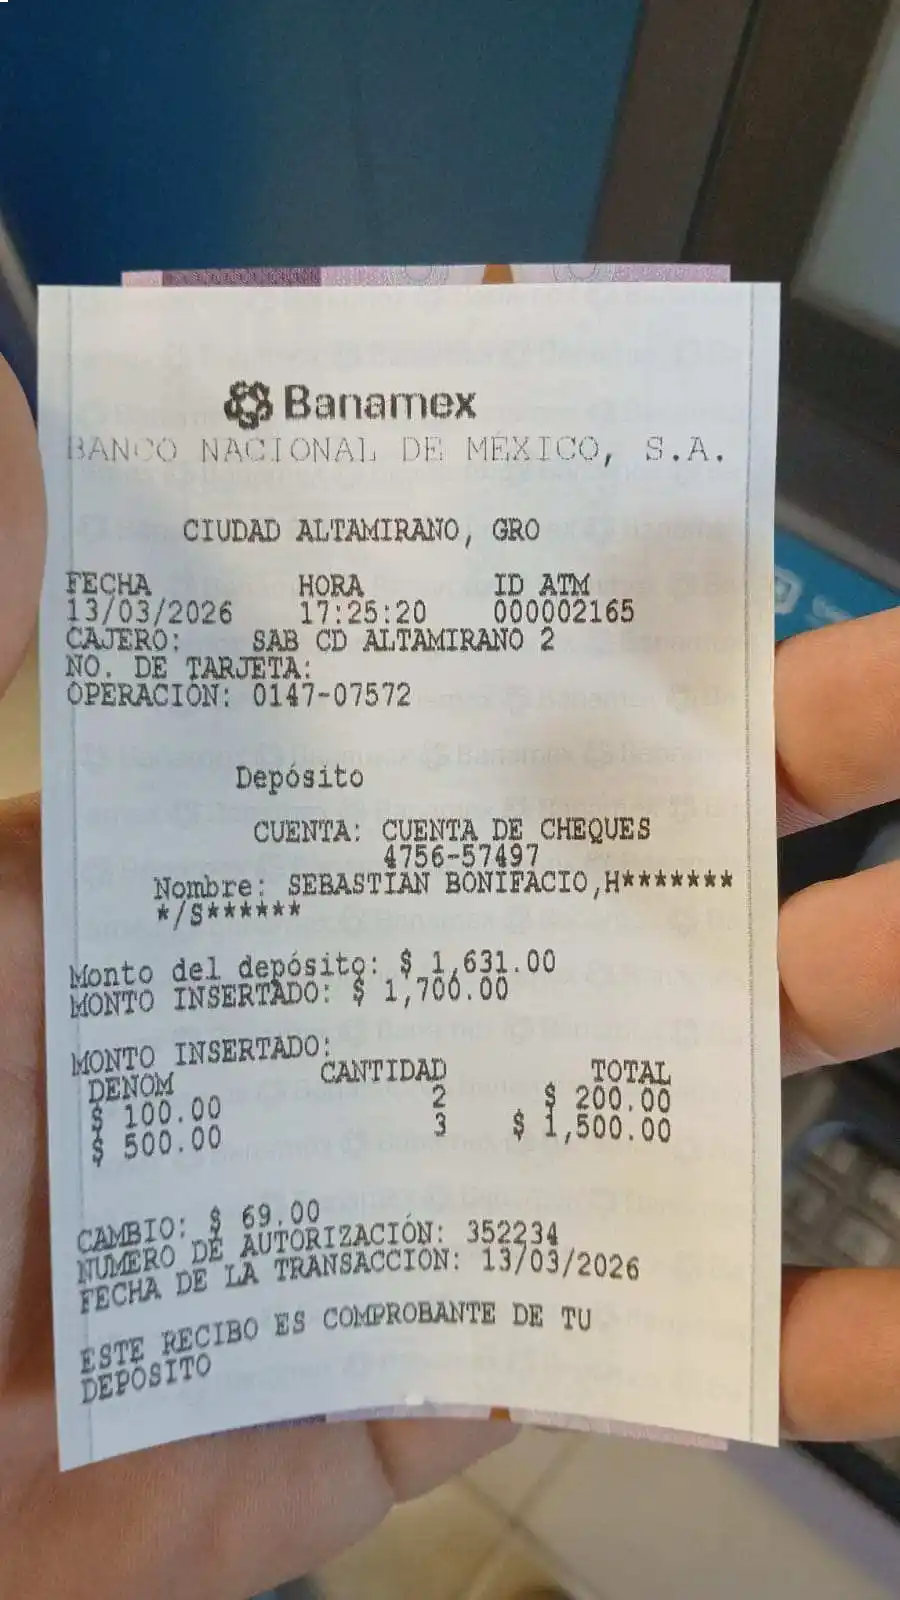 Banamex
BANCO NACIONAL DE MÉXICO, S.A.
CIUDAD ALTAMIRANO, GRO
FECHA HORA ID ATM
13/03/2026 17:25:20 000002165
CAJERO: SAB CD ALTAMIRANO 2
NO. DE TARJETA:
OPERACIÓN: 0147-07572
Depósito
CUENTA: CUENTA DE CHEQUES
4756-57497
Nombre: SEBASTIAN BONIFACIO,H*******
*/S******
Monto del depósito: $ 1,631.00
MONTO INSERTADO: $ 1,700.00
MONTO INSERTADO:
DENOM CANTIDAD TOTAL
$ 100.00 2 $ 200.00
$ 500.00 3 $ 1,500.00
CAMBIO: $ 69.00
NUMERO DE AUTORIZACIÓN: 352234
FECHA DE LA TRANSACCION: 13/03/2026
ESTE RECIBO ES COMPROBANTE DE TU
DEPÓSITO